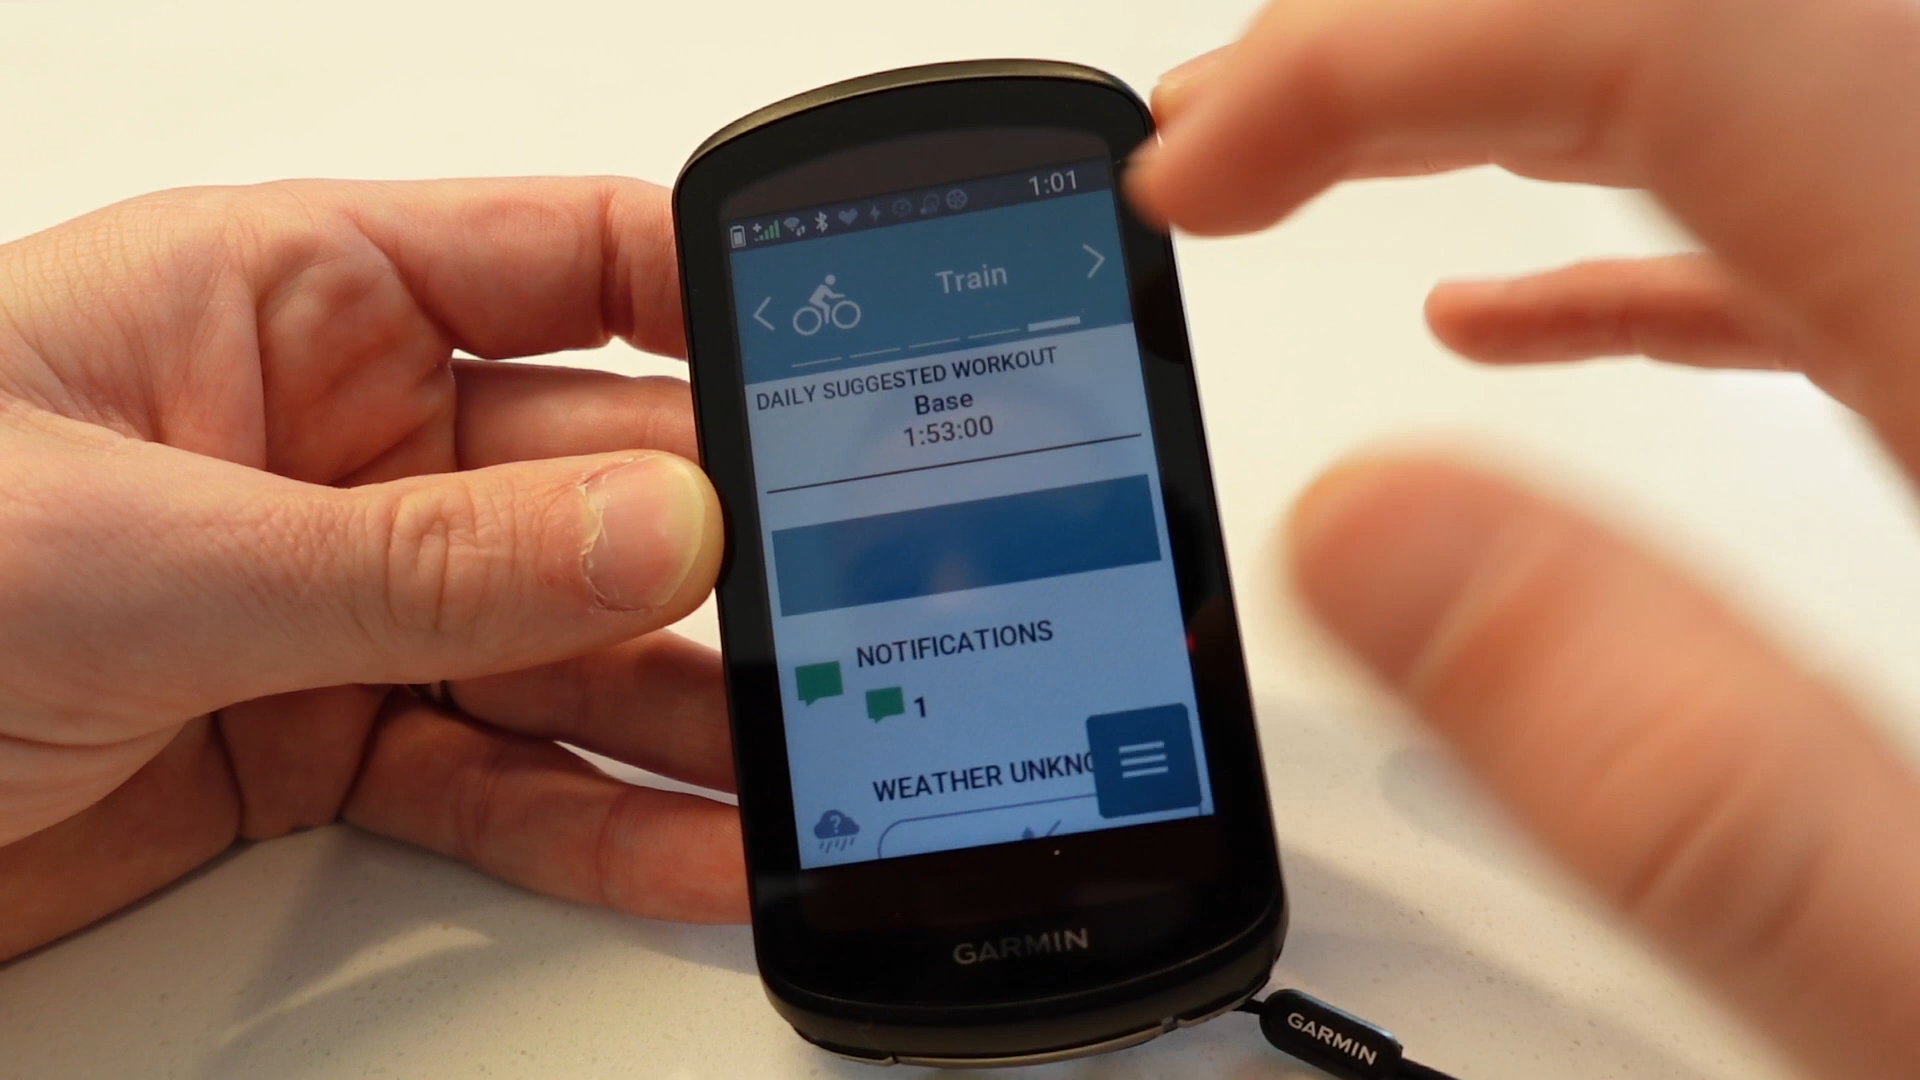 1:01
Train
DAILY SUGGESTED WORKOUT
Base
1:53:00
NOTIFICATIONS
1
WEATHER UNKNO
GARMIN
GARMIN